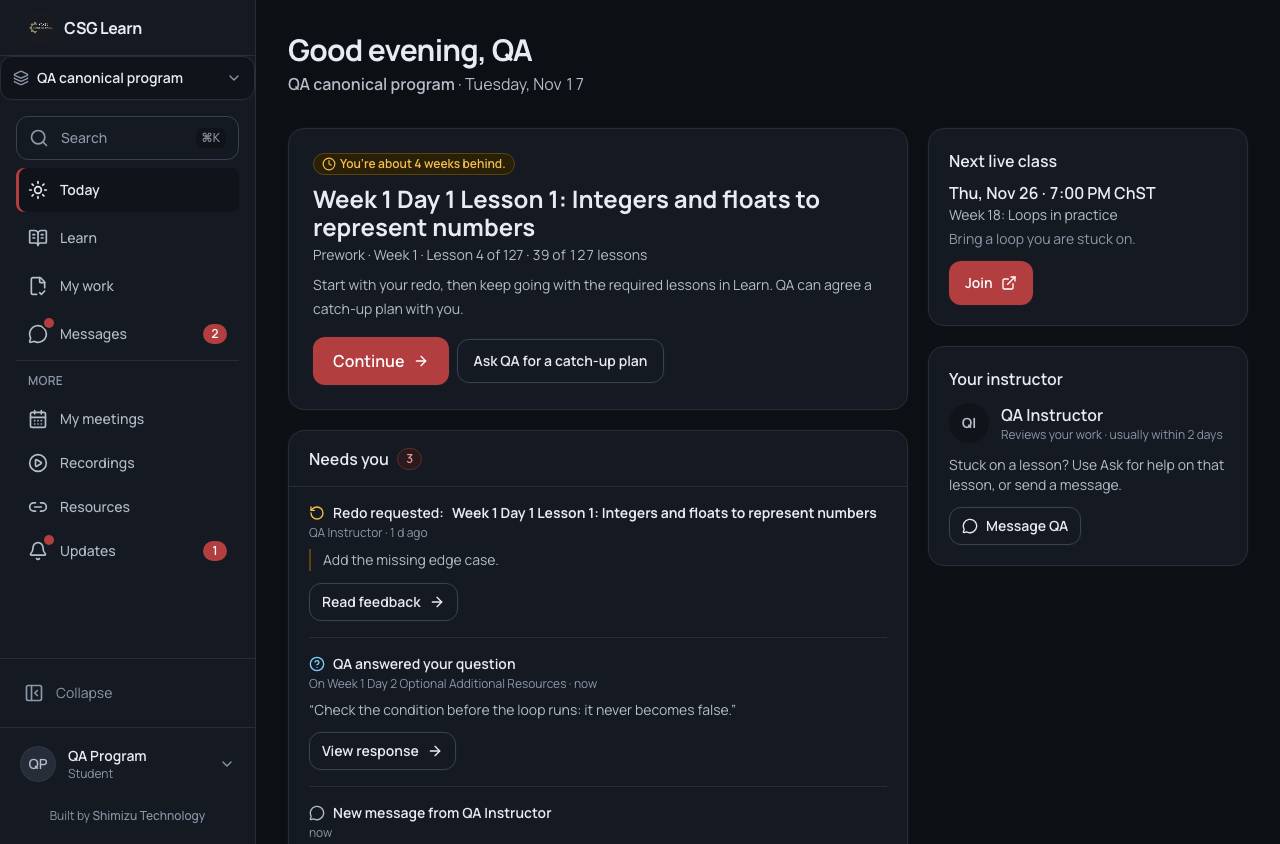 CSG Learn
QA canonical program
Search
⌘K
Today
Learn
My work
Messages
2
MORE
My meetings
Recordings
Resources
Updates
1
Collapse
QP
QA Program
Student
Built by Shimizu Technology
Good evening, QA
QA canonical program · Tuesday, Nov 17
You're about 4 weeks behind.
Week 1 Day 1 Lesson 1: Integers and floats to
represent numbers
Prework · Week 1 · Lesson 4 of 127 · 39 of 127 lessons
Start with your redo, then keep going with the required lessons in Learn. QA can agree a
catch-up plan with you.
Continue
Ask QA for a catch-up plan
Needs you
3
Redo requested: Week 1 Day 1 Lesson 1: Integers and floats to represent numbers
QA Instructor · 1 d ago
Add the missing edge case.
Read feedback
QA answered your question
On Week 1 Day 2 Optional Additional Resources · now
“Check the condition before the loop runs: it never becomes false.”
View response
New message from QA Instructor
now
Next live class
Thu, Nov 26 · 7:00 PM ChST
Week 18: Loops in practice
Bring a loop you are stuck on.
Join
Your instructor
QI
QA Instructor
Reviews your work · usually within 2 days
Stuck on a lesson? Use Ask for help on that
lesson, or send a message.
Message QA